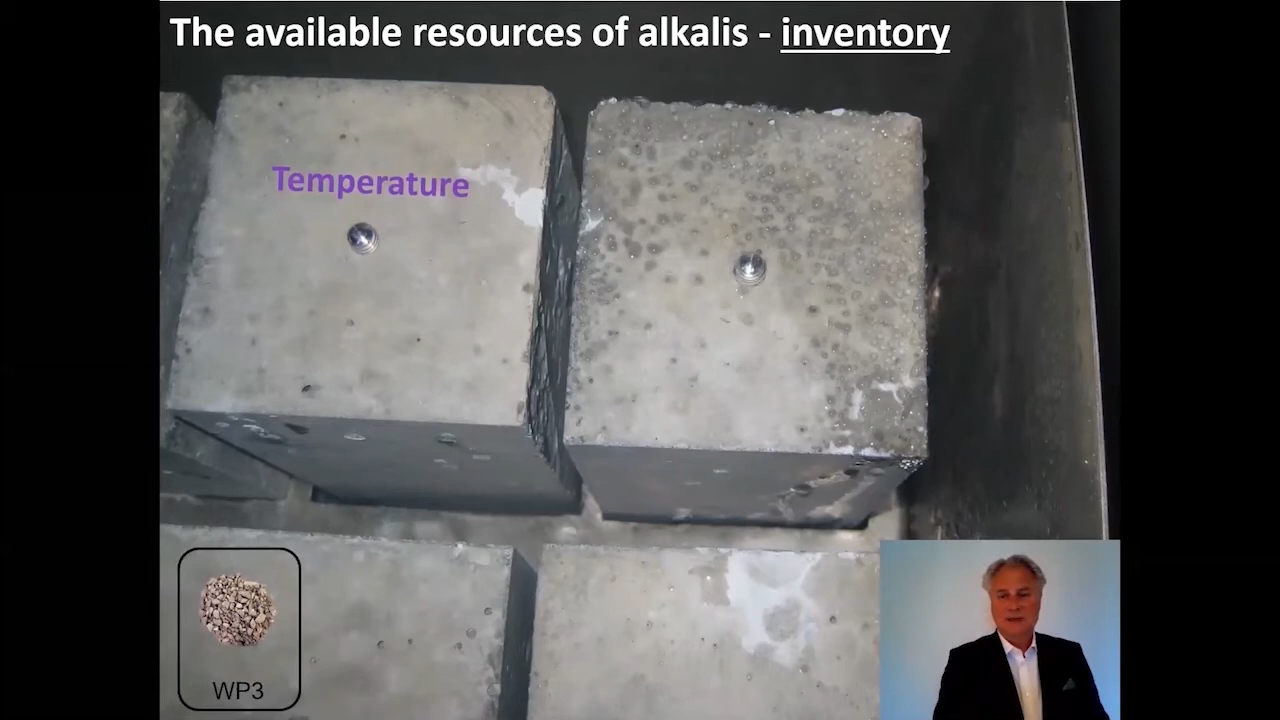 The available resources of alkalis - inventory
Temperature
WP3